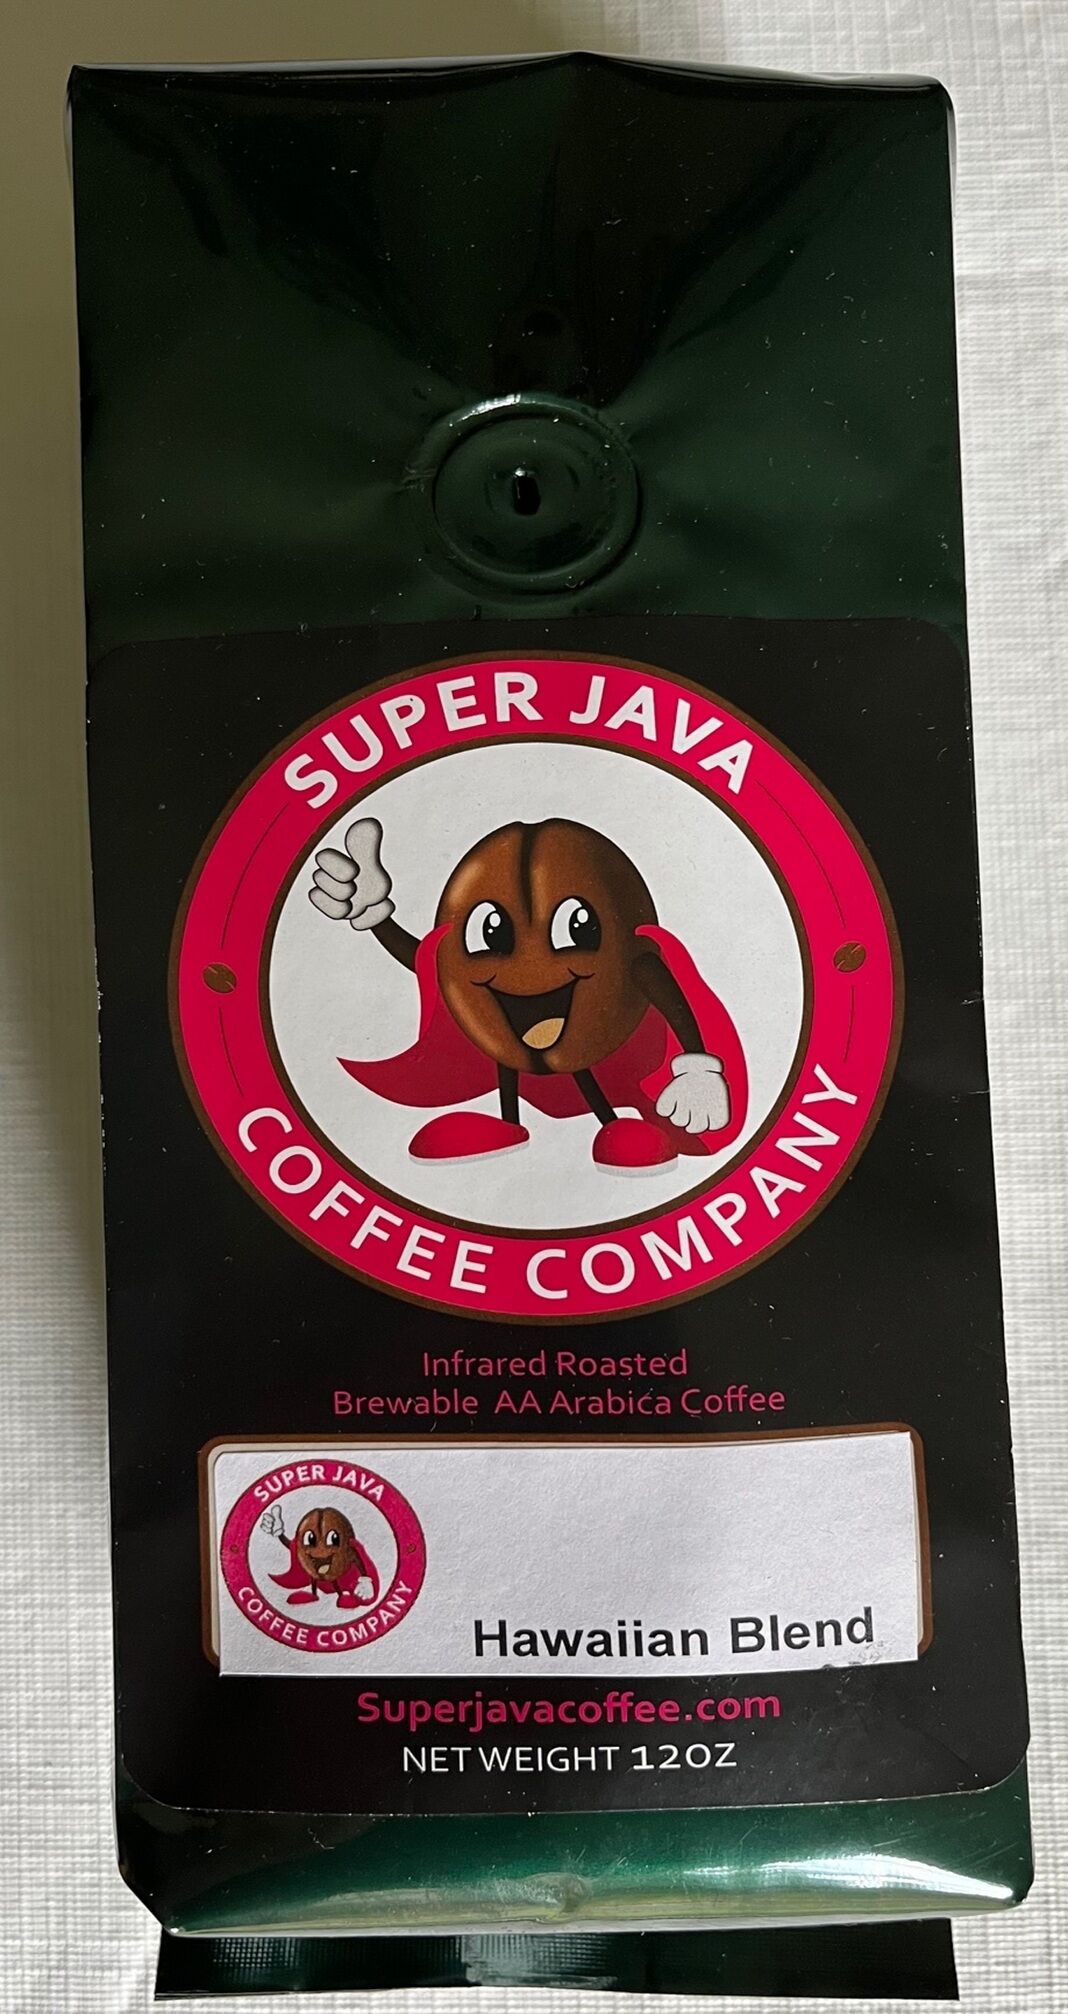 SUPER JAVA
COFFEE COMPANY
Infrared Roasted
Brewable AA Arabica Coffee
SUPER JAVA
COFFEE COMPANY
Hawaiian Blend
Superjavacoffee.com
NET WEIGHT 12OZ